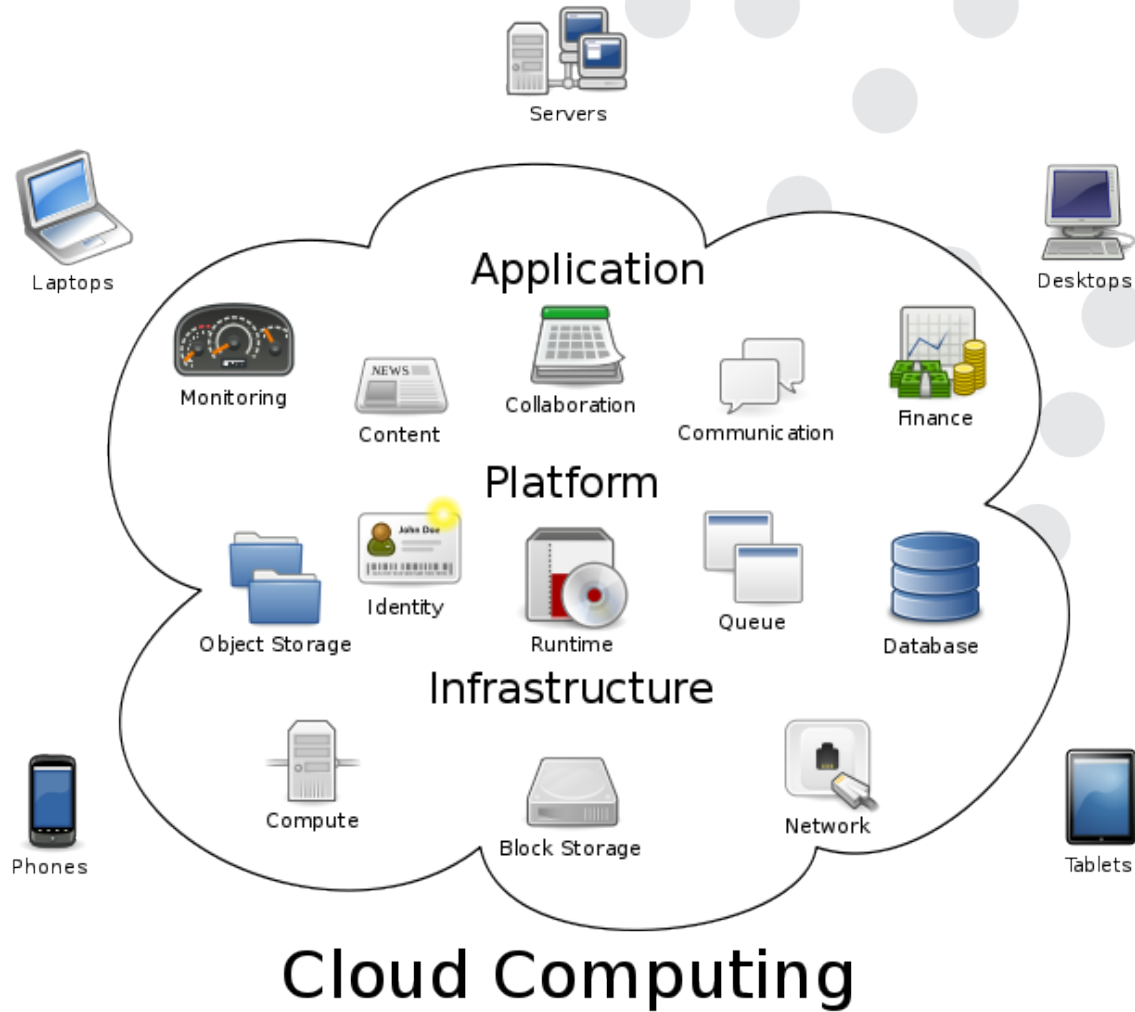 Servers
Laptops
Desktops
Application
Monitoring
NEWS
Content
Collaboration
Communication
Finance
Platform
Object Storage
John Doe
Identity
Runtime
Queue
Database
Infrastructure
Compute
Block Storage
Network
Phones
Tablets
Cloud Computing